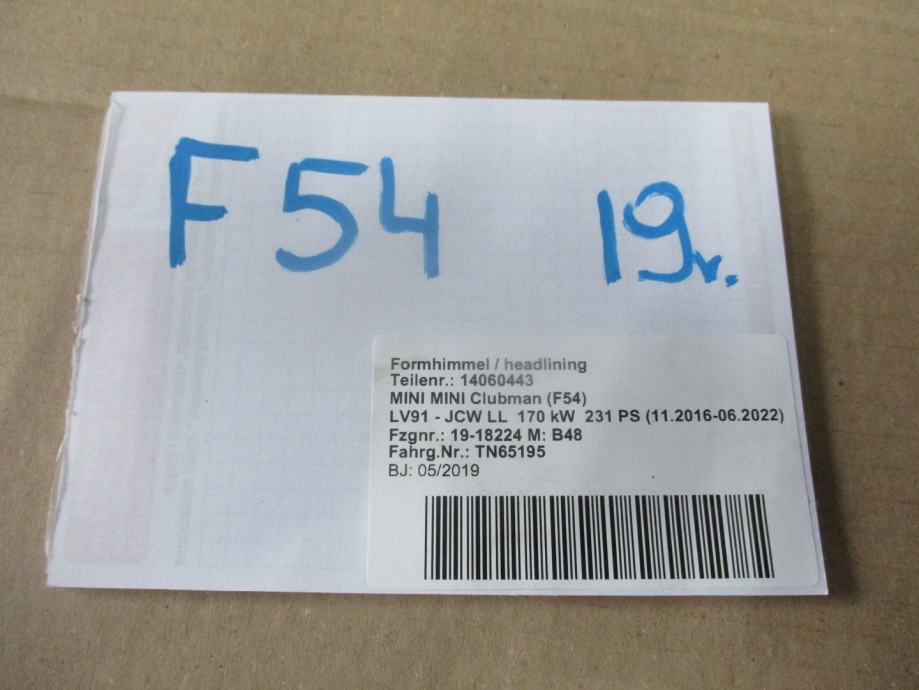 F54 19r.
Formhimmel / headlining
Teilenr.: 14060443
MINI MINI Clubman (F54)
LV91 - JCW LL 170 kW 231 PS (11.2016-06.2022)
Fzgnr.: 19-18224 M: B48
Fahrg.Nr.: TN65195
BJ: 05/2019